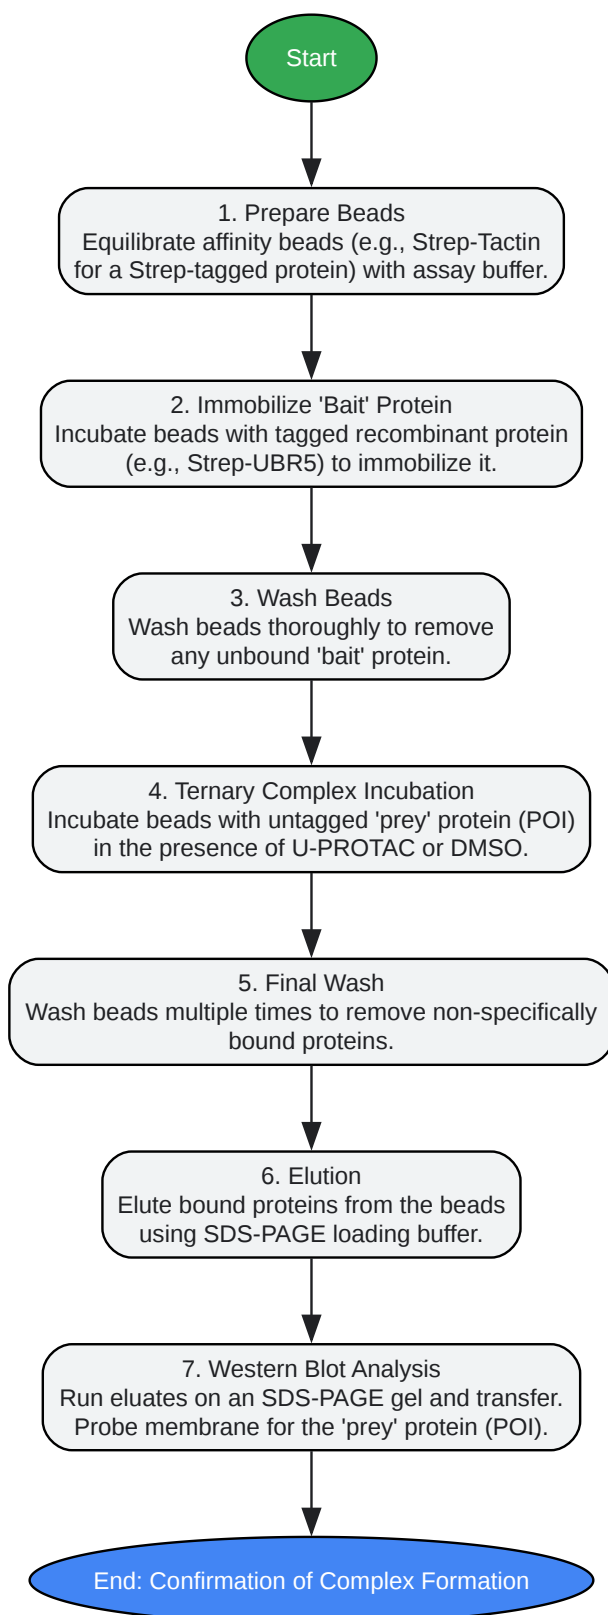 Start
1. Prepare Beads
Equilibrate affinity beads (e.g., Strep-Tactin
for a Strep-tagged protein) with assay buffer.
2. Immobilize 'Bait' Protein
Incubate beads with tagged recombinant protein
(e.g., Strep-UBR5) to immobilize it.
3. Wash Beads
Wash beads thoroughly to remove
any unbound 'bait' protein.
4. Ternary Complex Incubation
Incubate beads with untagged 'prey' protein (POI)
in the presence of U-PROTAC or DMSO.
5. Final Wash
Wash beads multiple times to remove non-specifically
bound proteins.
6. Elution
Elute bound proteins from the beads
using SDS-PAGE loading buffer.
7. Western Blot Analysis
Run eluates on an SDS-PAGE gel and transfer.
Probe membrane for the 'prey' protein (POI).
End: Confirmation of Complex Formation